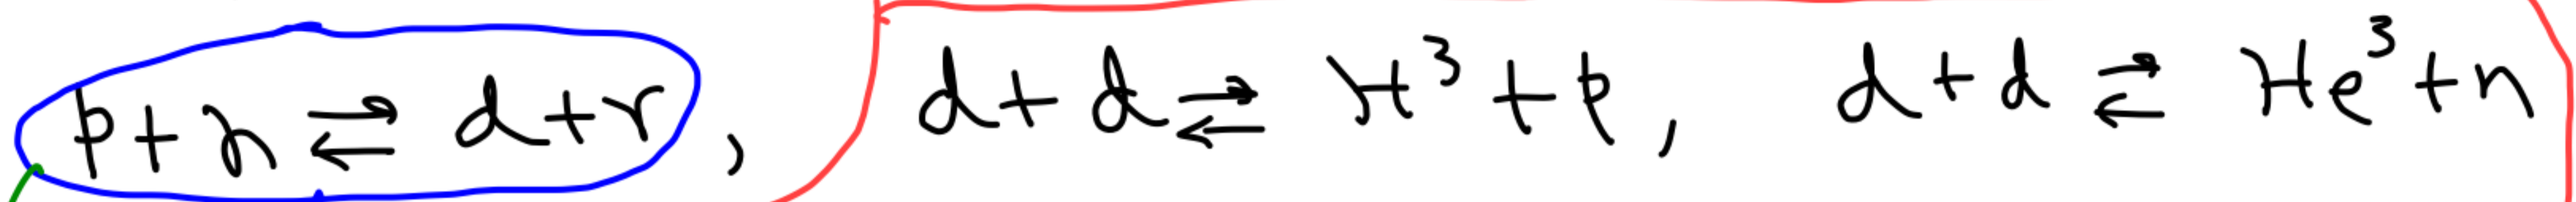 p + n ⇄ d + r , d + d ⇄ H³ + p , d + d ⇄ He³ + n